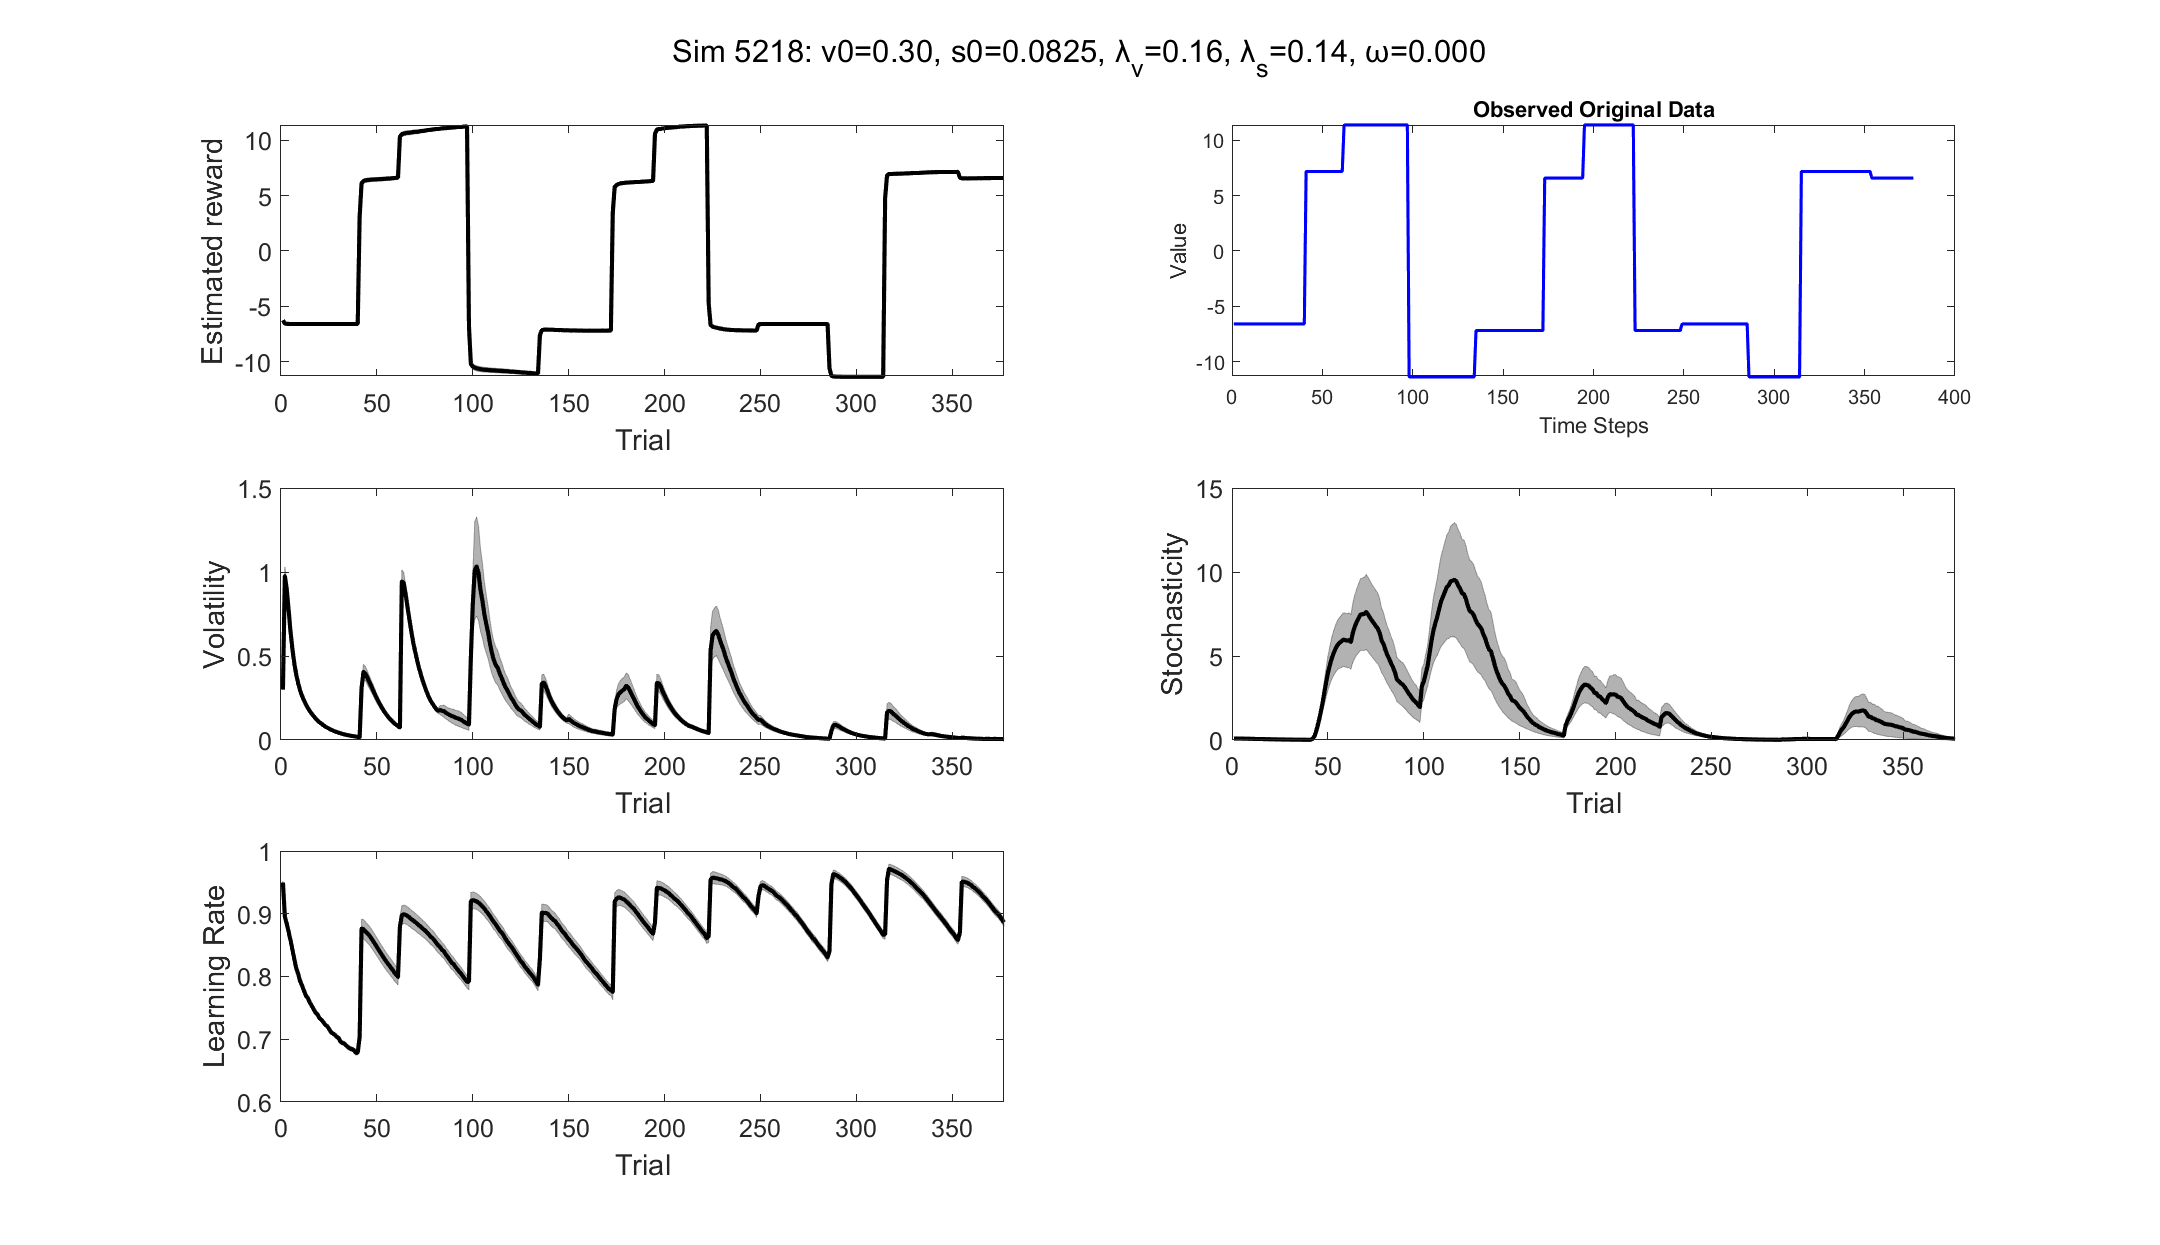 Sim 5218: v0=0.30, s0=0.0825, λ_v=0.16, λ_s=0.14, ω=0.000
Estimated reward
10
5
0
-5
-10
0 50 100 150 200 250 300 350
Trial
Observed Original Data
Value
10
5
0
-5
-10
0 50 100 150 200 250 300 350 400
Time Steps
Volatility
1.5
1
0.5
0
0 50 100 150 200 250 300 350
Trial
Stochasticity
15
10
5
0
0 50 100 150 200 250 300 350
Trial
Learning Rate
1
0.9
0.8
0.7
0.6
0 50 100 150 200 250 300 350
Trial